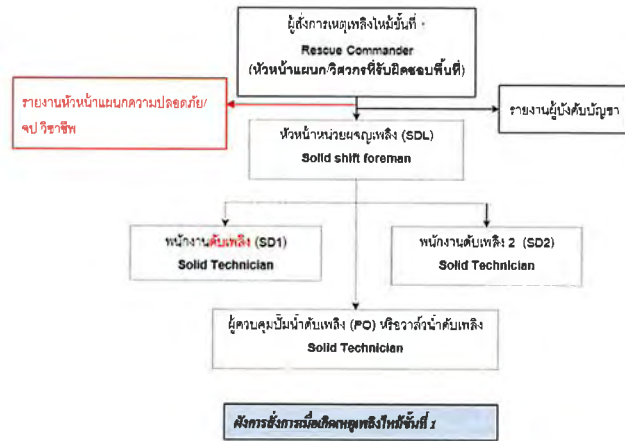 ผู้สั่งการเหตุเพลิงไหม้ขั้นที่ -
Rescue Commander
(หัวหน้าแผนก/วิศวกรที่รับผิดชอบพื้นที่)
รายงานหัวหน้าแผนกความปลอดภัย/
จป วิชาชีพ
รายงานผู้บังคับบัญชา
หัวหน้าหน่วยผจญเพลิง (SDL)
Solid shift foreman
พนักงานดับเพลิง (SD1)
Solid Technician
พนักงานดับเพลิง 2 (SD2)
Solid Technician
ผู้ควบคุมปั๊มน้ำดับเพลิง (PO) หรือวาล์วน้ำดับเพลิง
Solid Technician
ผังการสั่งการเมื่อเกิดเหตุเพลิงไหม้ขั้นที่ 1